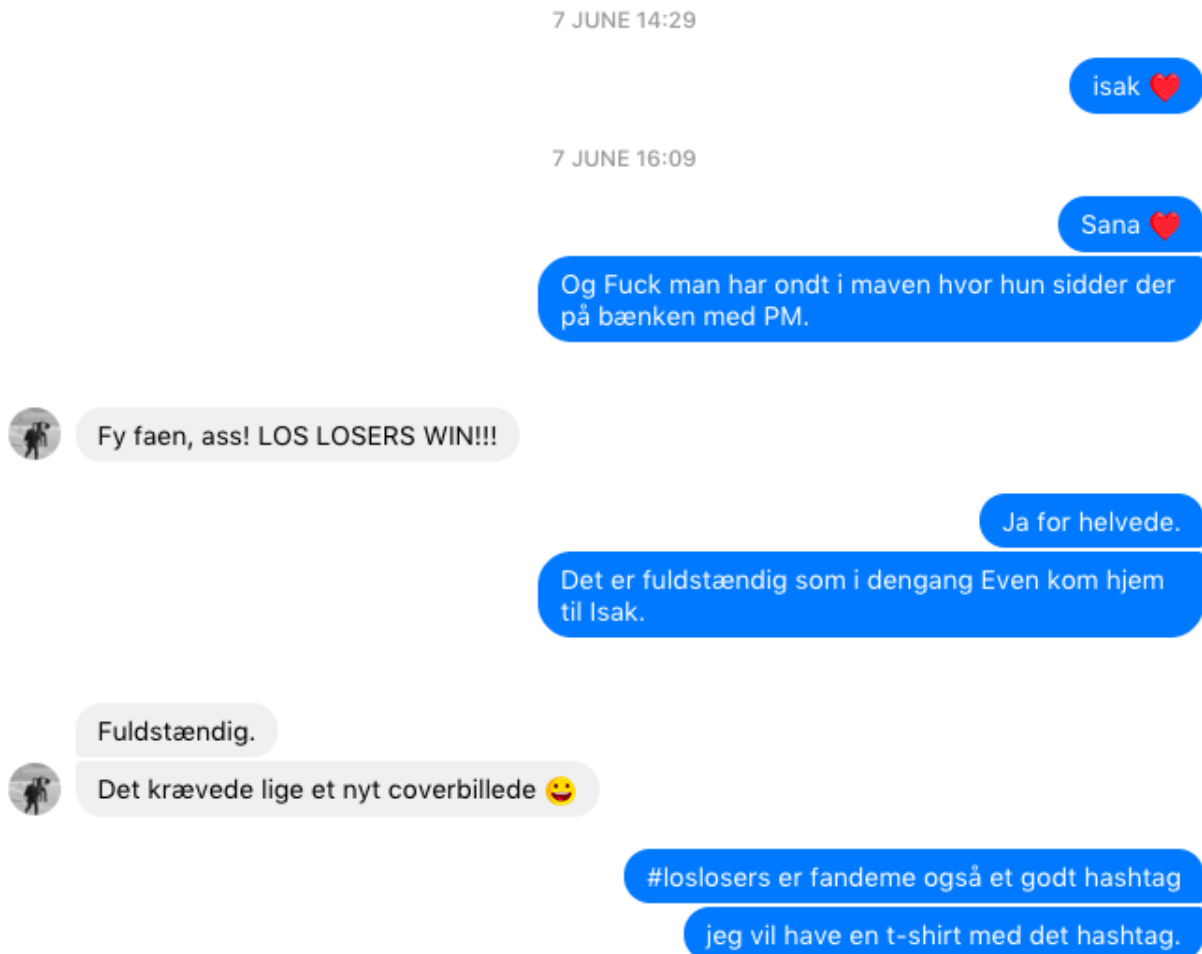 7 JUNE 14:29
isak ❤️
7 JUNE 16:09
Sana ❤️
Og Fuck man har ondt i maven hvor hun sidder der
på bænken med PM.
Fy faen, ass! LOS LOSERS WIN!!!
Ja for helvede.
Det er fuldstændig som i dengang Even kom hjem
til Isak.
Fuldstændig.
Det krævede lige et nyt coverbillede 😀
#loslosers er fandeme også et godt hashtag
jeg vil have en t-shirt med det hashtag.